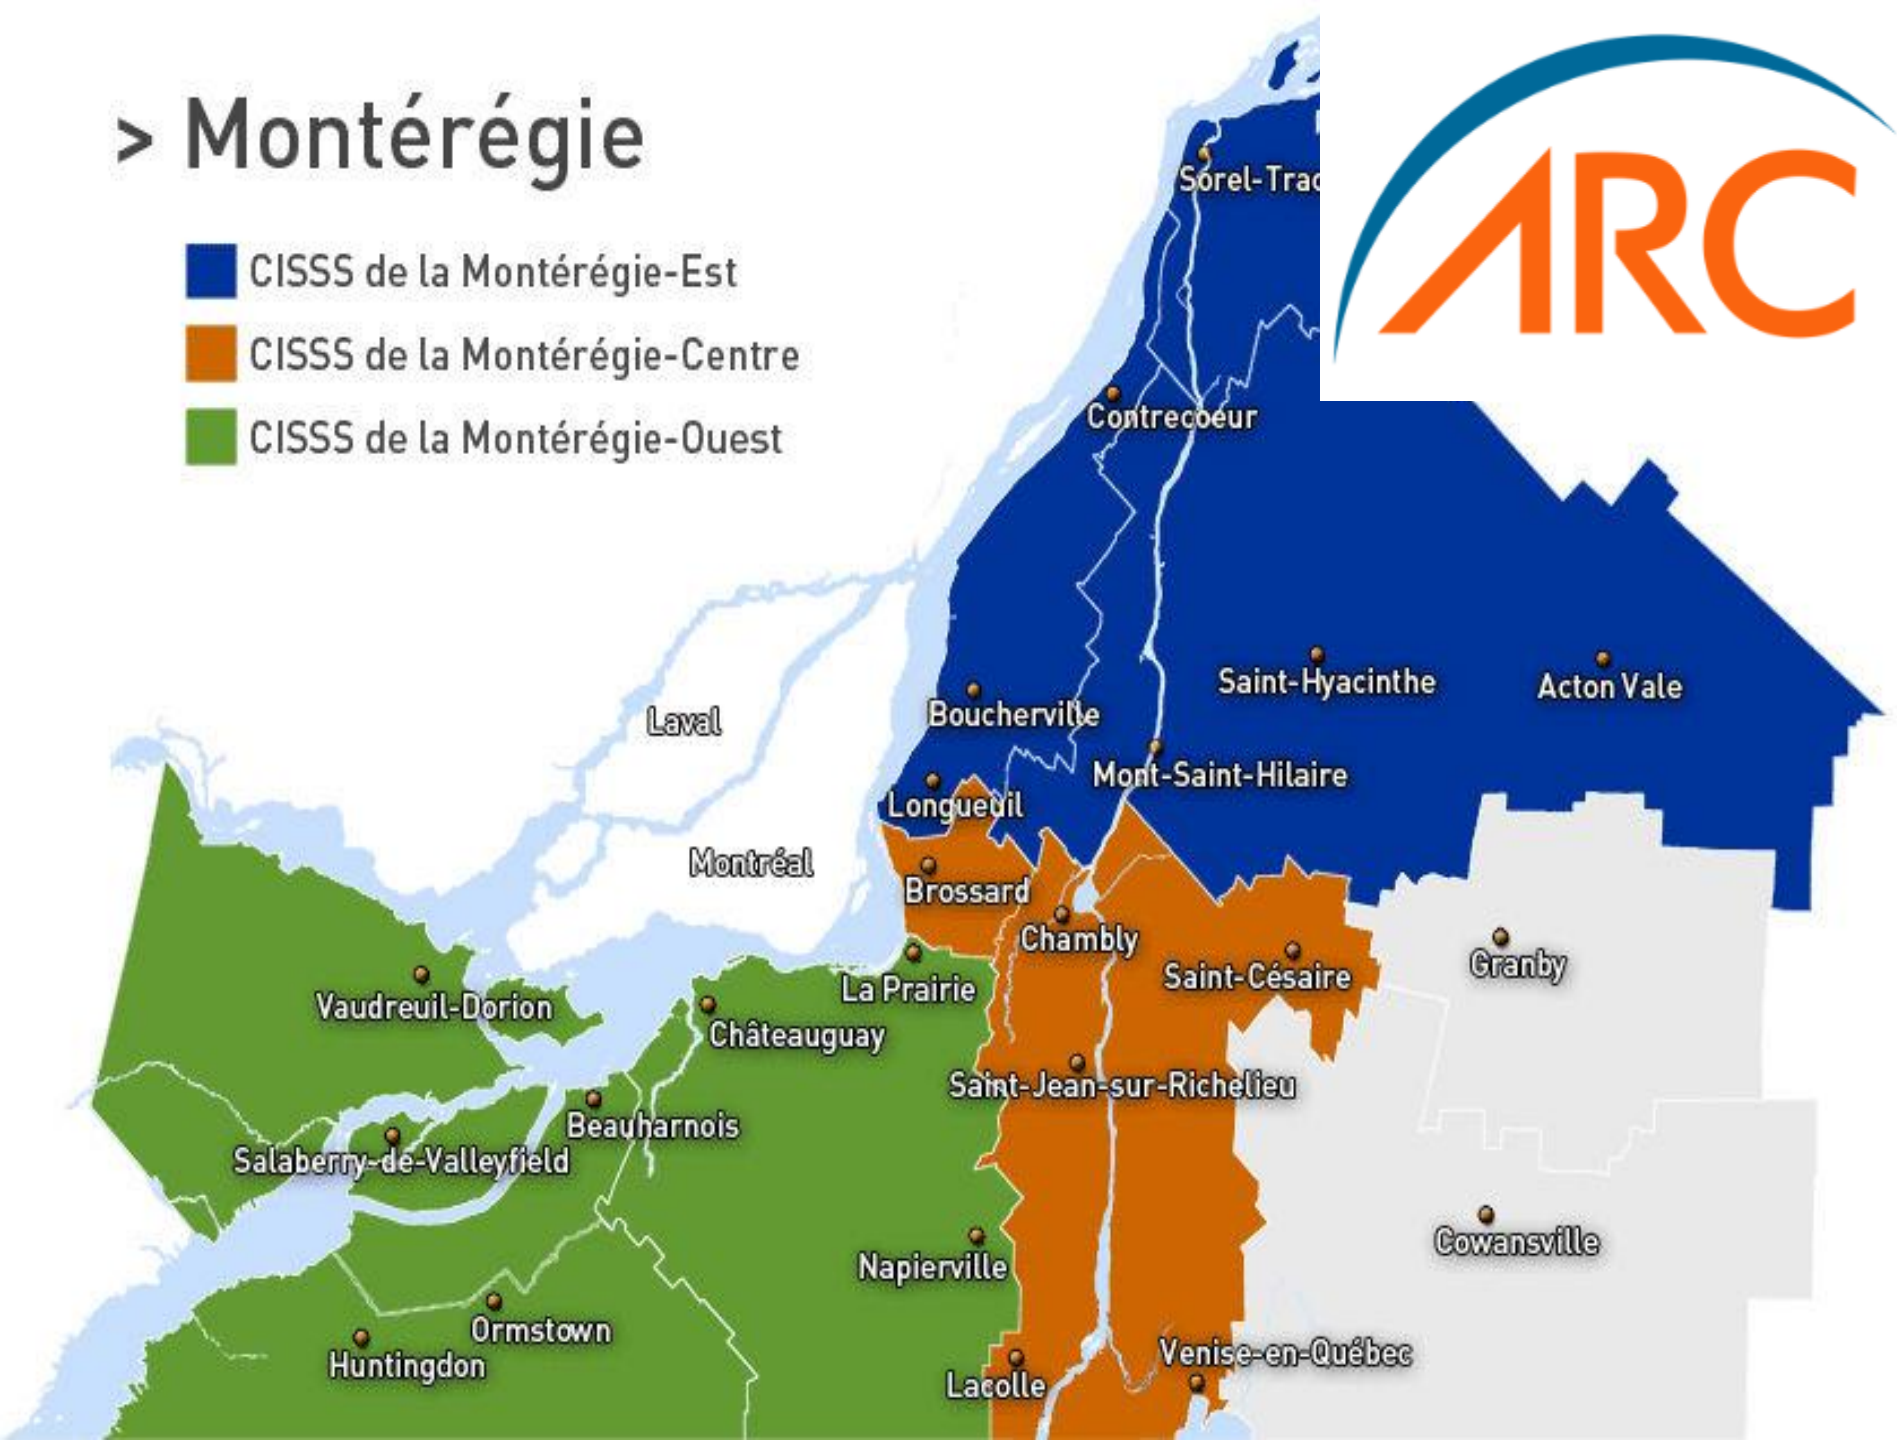 > Montérégie
ARC
CISSS de la Montérégie-Est
CISSS de la Montérégie-Centre
CISSS de la Montérégie-Ouest
Contrecoeur
Saint-Hyacinthe
Acton Vale
Boucherville
Laval
Mont-Saint-Hilaire
Longueuil
Montréal
Brossard
Chambly
Saint-Césaire
Granby
La Prairie
Vaudreuil-Dorion
Châteauguay
Saint-Jean-sur-Richelieu
Beauharnois
Salaberry-de-Valleyfield
Cowansville
Napierville
Ormstown
Huntingdon
Venise-en-Québec
Lacolle